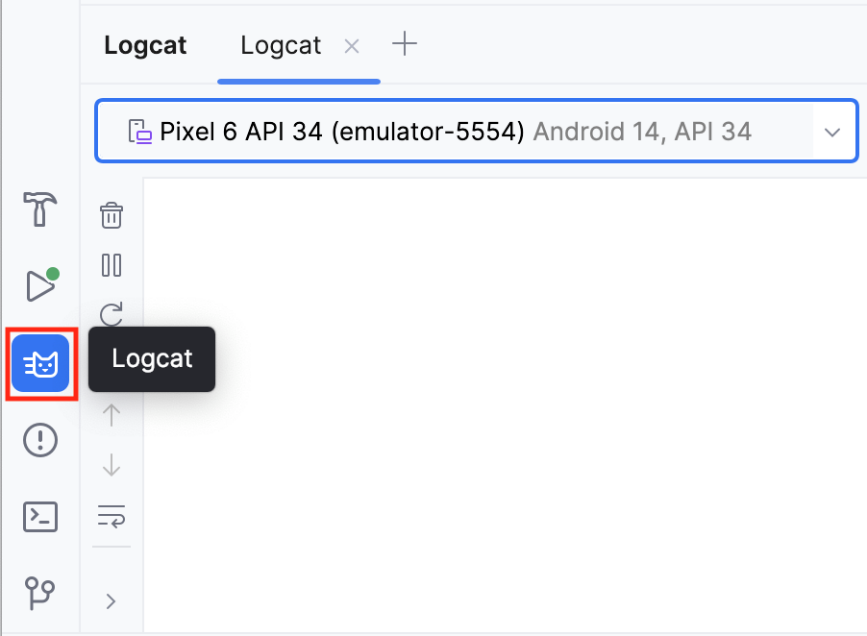 Logcat Logcat
Pixel 6 API 34 (emulator-5554) Android 14, API 34
Logcat